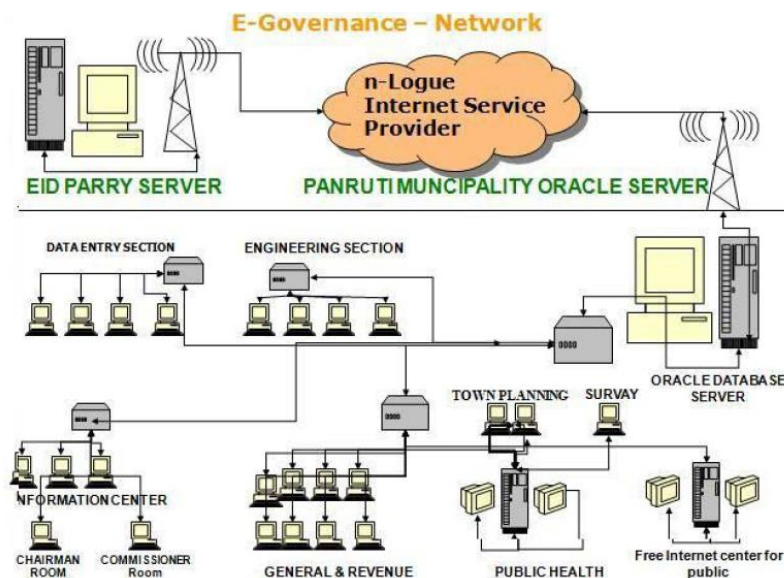 E-Governance – Network
n-Logue
Internet Service
Provider
EID PARRY SERVER
PANRUTI MUNCIPALITY ORACLE SERVER
DATA ENTRY SECTION
ENGINEERING SECTION
ORACLE DATABASE
SERVER
TOWN PLANNING
SURVAY
NFORMATION CENTER
CHAIRMAN
ROOM
COMMISSIONER
Room
GENERAL & REVENUE
PUBLIC HEALTH
Free Internet center for
public